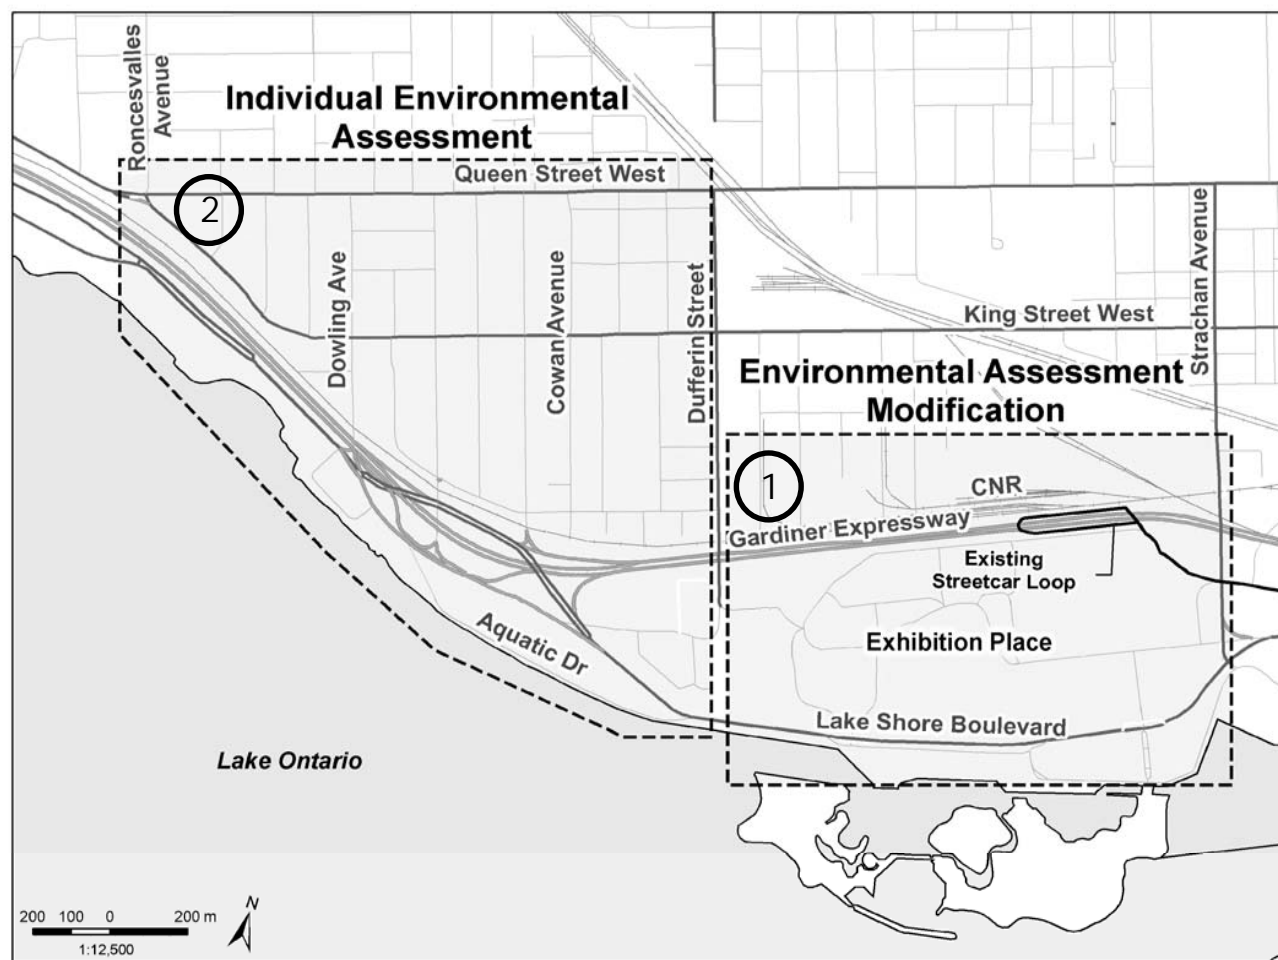 Roncesvalles
Avenue
Individual Environmental
Assessment
Queen Street West
2
Dowling Ave
Cowan Avenue
Dufferin Street
Strachan Avenue
King Street West
Environmental Assessment
Modification
1
CNR
Gardiner Expressway
Existing
Streetcar Loop
Exhibition Place
Aquatic Dr
Lake Shore Boulevard
Lake Ontario
200 100 0 200 m
1:12,500
N